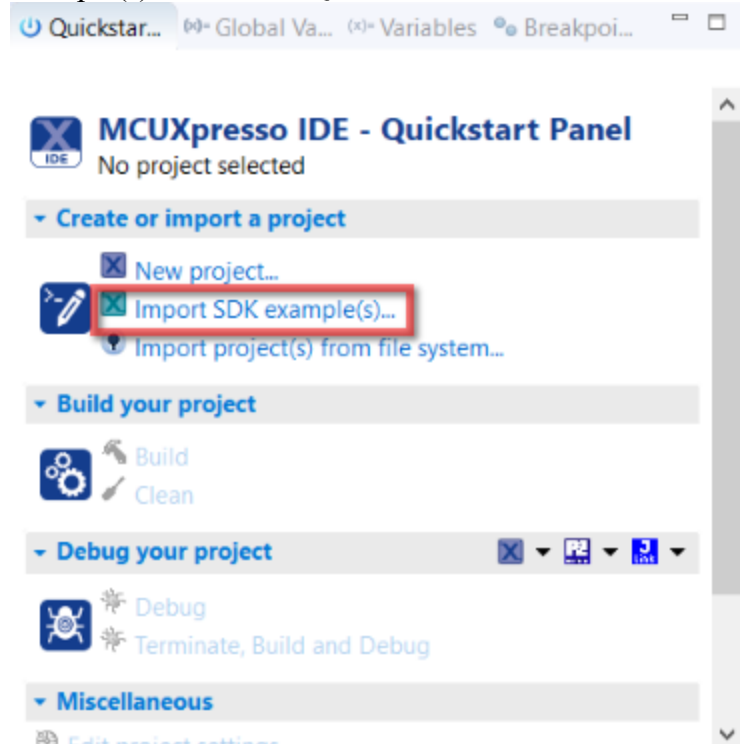 Quickstar...
Global Va...
(x)= Variables
Breakpoi...
MCUXpresso IDE - Quickstart Panel
IDE
No project selected
Create or import a project
New project...
Import SDK example(s)...
Import project(s) from file system...
Build your project
Build
Clean
Debug your project
Debug
Terminate, Build and Debug
Miscellaneous